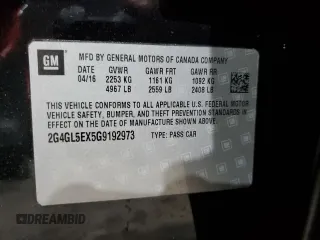 GM
MFD BY GENERAL MOTORS OF CANADA COMPANY
DATE GVWR GAWR FRT GAWR RR
04/16 2253 KG 1161 KG 1092 KG
4967 LB 2559 LB 2408 LB
THIS VEHICLE CONFORMS TO ALL APPLICABLE U.S. FEDERAL MOTOR
VEHICLE SAFETY, BUMPER, AND THEFT PREVENTION STANDARDS
IN EFFECT ON THE DATE OF MANUFACTURE SHOWN ABOVE.
2G4GL5EX5G9192973 TYPE: PASS CAR
DREAMBID